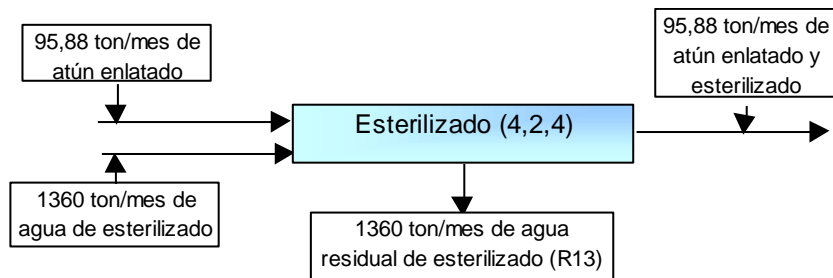 95,88 ton/mes de
atún enlatado
95,88 ton/mes de
atún enlatado y
esterilizado
Esterilizado (4,2,4)
1360 ton/mes de
agua de esterilizado
1360 ton/mes de agua
residual de esterilizado (R13)